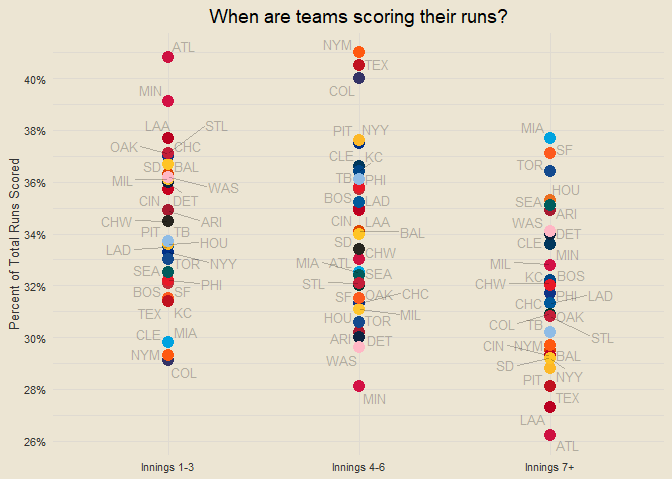 When are teams scoring their runs?
Percent of Total Runs Scored
40%
38%
36%
34%
32%
30%
28%
26%
ATL
MIN
LAA STL
OAK CHC
SD BAL
MIL WAS
CIN DET
CHW ARI
PIT TB
LAD HOU
TOR NYY
SEA
BOS SF PHI
TEX KC
CLE MIA
NYM
COL
NYM
TEX
COL
PIT NYY
CLE KC
TB PHI
BOS LAD
CIN LAA
BAL
SD
CHW
MIA ATL
SEA
STL
SF OAK CHC
MIL
HOU TOR
ARI DET
WAS
MIN
MIA
SF
TOR
HOU
SEA
ARI
WAS
DET
CLE
MIN
MIL
KC BOS
CHW
PHI LAD
CHC
OAK
COL TB
STL
CIN NYM
BAL
SD
NYY
PIT
TEX
LAA
ATL
Innings 1-3
Innings 4-6
Innings 7+